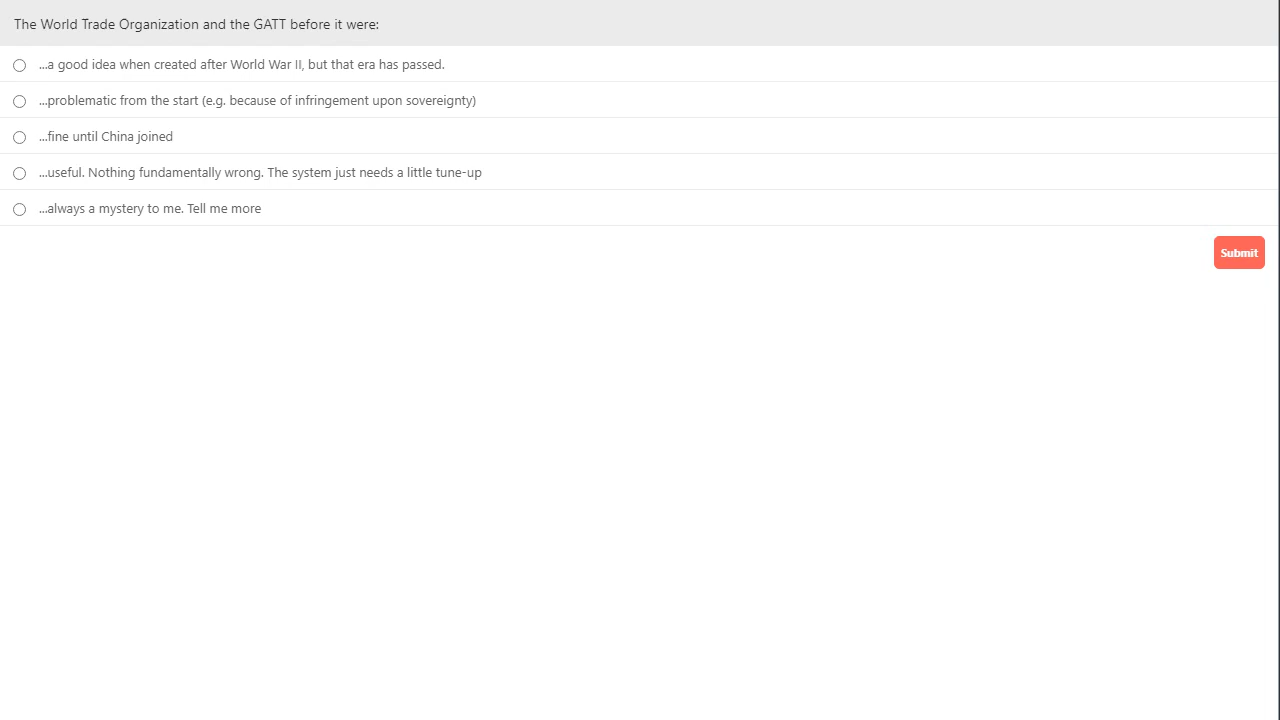 The World Trade Organization and the GATT before it were:
...a good idea when created after World War II, but that era has passed.
...problematic from the start (e.g. because of infringement upon sovereignty)
...fine until China joined
...useful. Nothing fundamentally wrong. The system just needs a little tune-up
...always a mystery to me. Tell me more
Submit